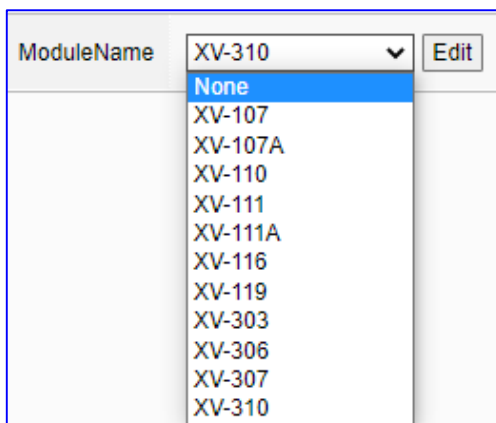 ModuleName XV-310 Edit
None
XV-107
XV-107A
XV-110
XV-111
XV-111A
XV-116
XV-119
XV-303
XV-306
XV-307
XV-310